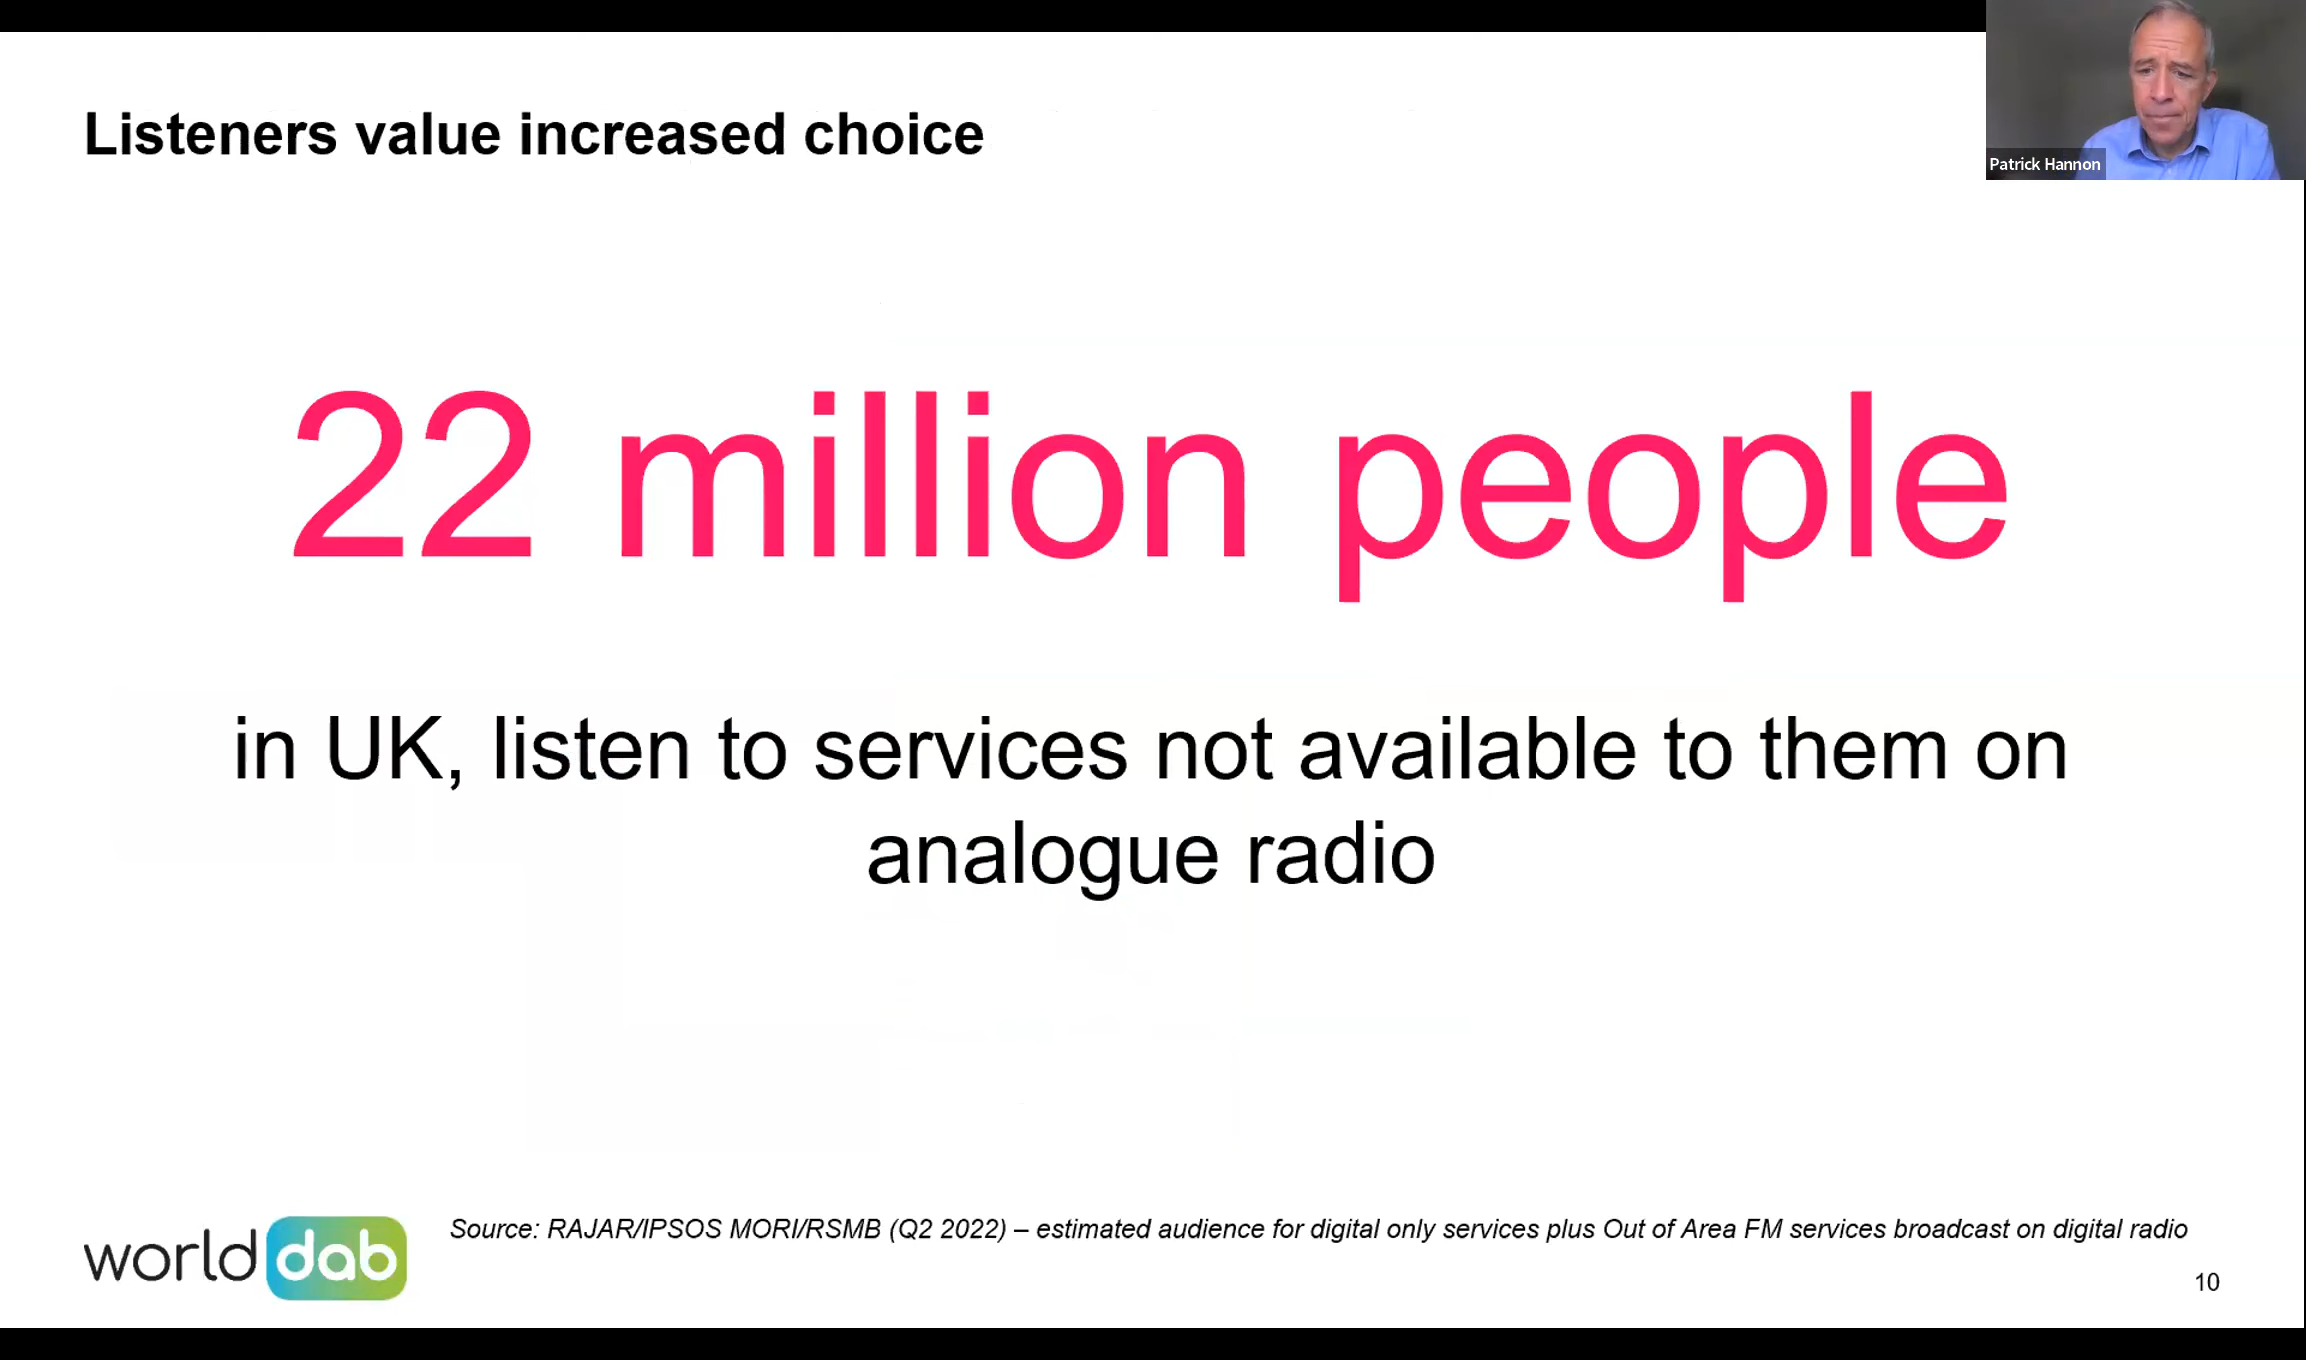 Patrick Hannon
Listeners value increased choice
22 million people
in UK, listen to services not available to them on
analogue radio
world dab
Source: RAJAR/IPSOS MORI/RSMB (Q2 2022) – estimated audience for digital only services plus Out of Area FM services broadcast on digital radio
10